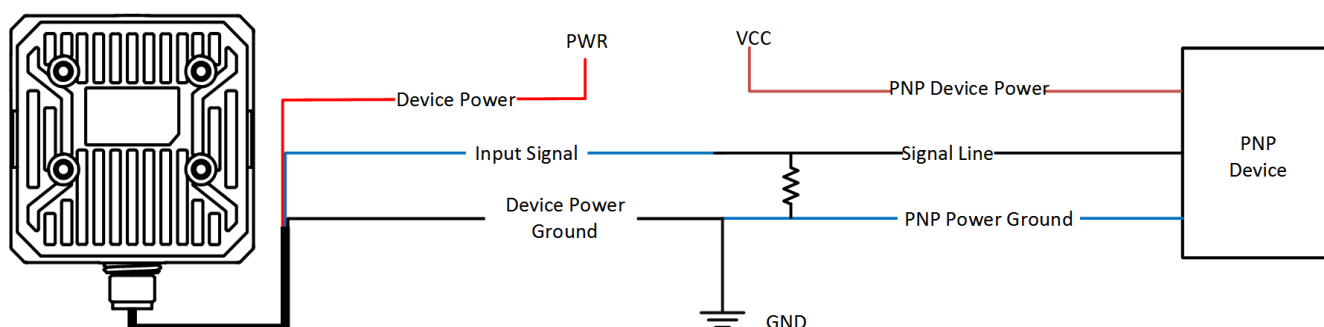 PWR
VCC
Device Power
PNP Device Power
Input Signal
Signal Line
PNP
Device
Device Power
Ground
PNP Power Ground
GND